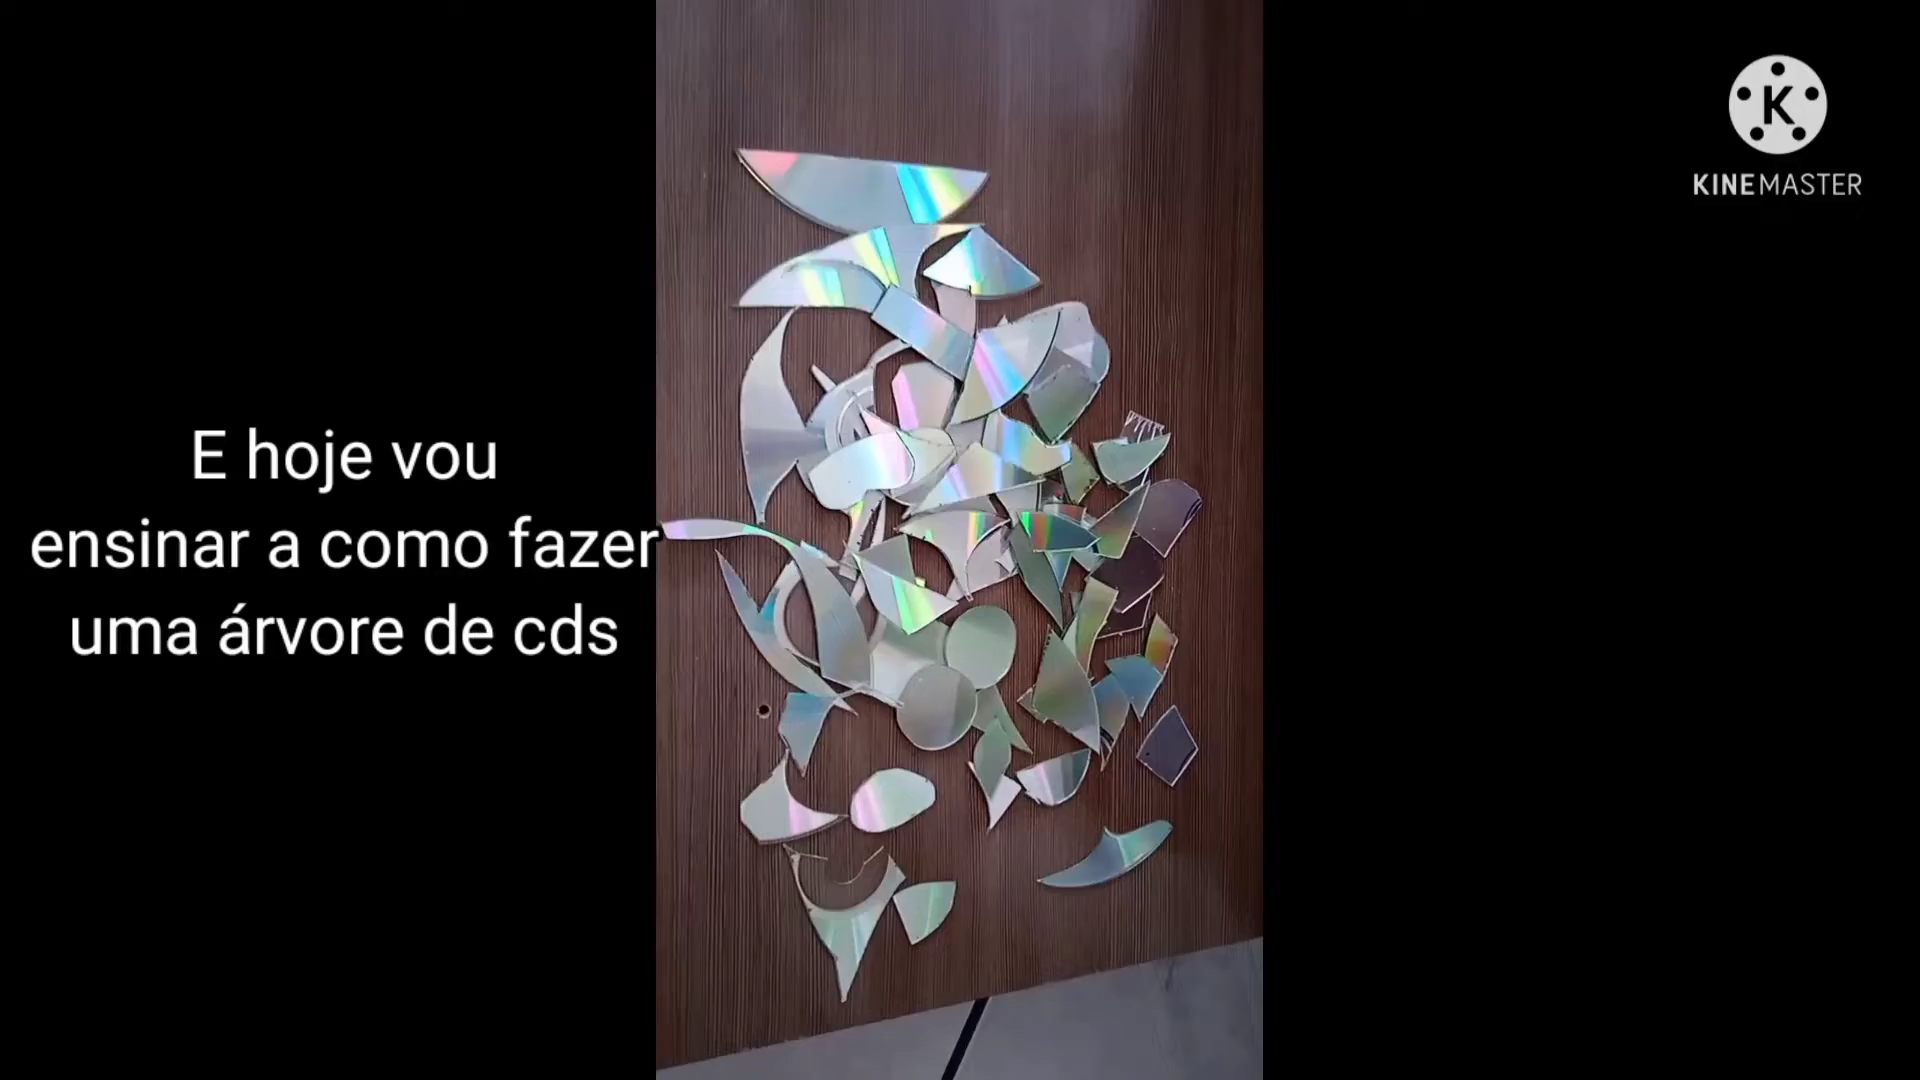 E hoje vou
ensinar a como fazer
uma árvore de cds
K
KINEMASTER